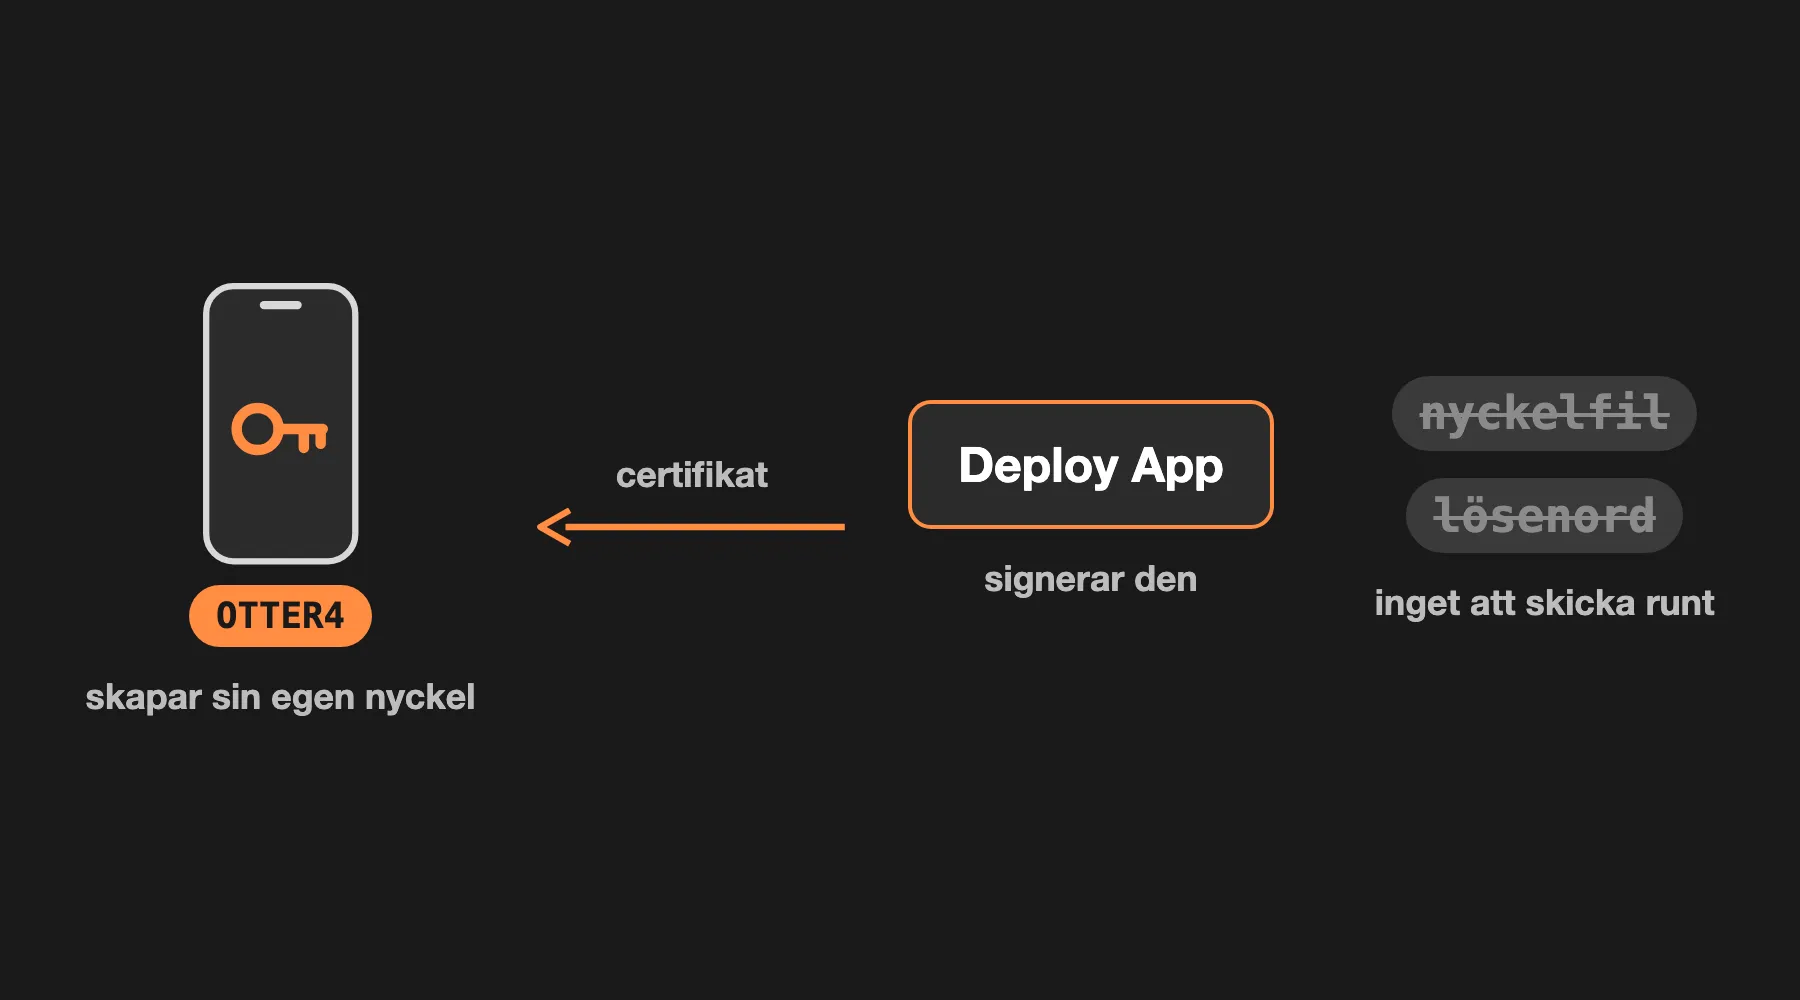 OTTER4
skapar sin egen nyckel
certifikat
Deploy App
signerar den
nyckelfil
lösenord
inget att skicka runt